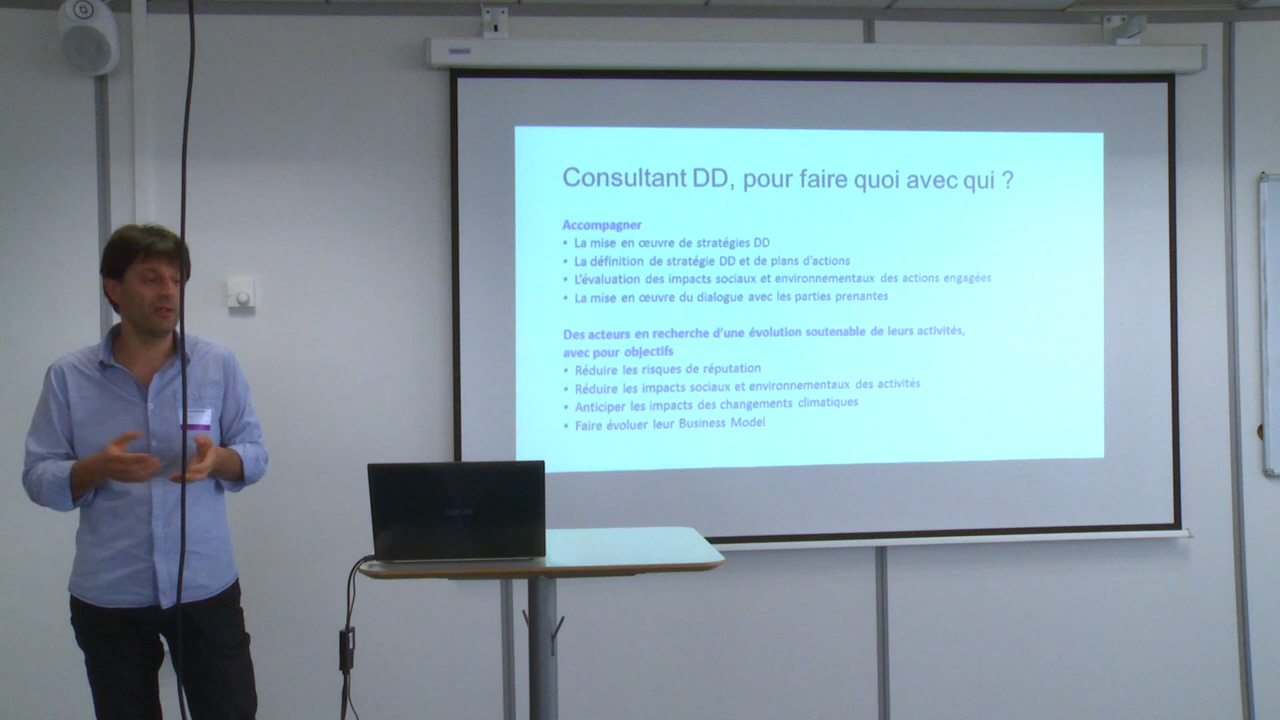 Consultant DD, pour faire quoi avec qui ?
Accompagner
• La mise en œuvre de stratégies DD
• La définition de stratégie DD et de plans d'actions
• L'évaluation des impacts sociaux et environnementaux des actions engagées
• La mise en œuvre du dialogue avec les parties prenantes
Des acteurs en recherche d'une évolution soutenable de leurs activités,
avec pour objectifs
• Réduire les risques de réputation
• Réduire les impacts sociaux et environnementaux des activités
• Anticiper les impacts des changements climatiques
• Faire évoluer leur Business Model